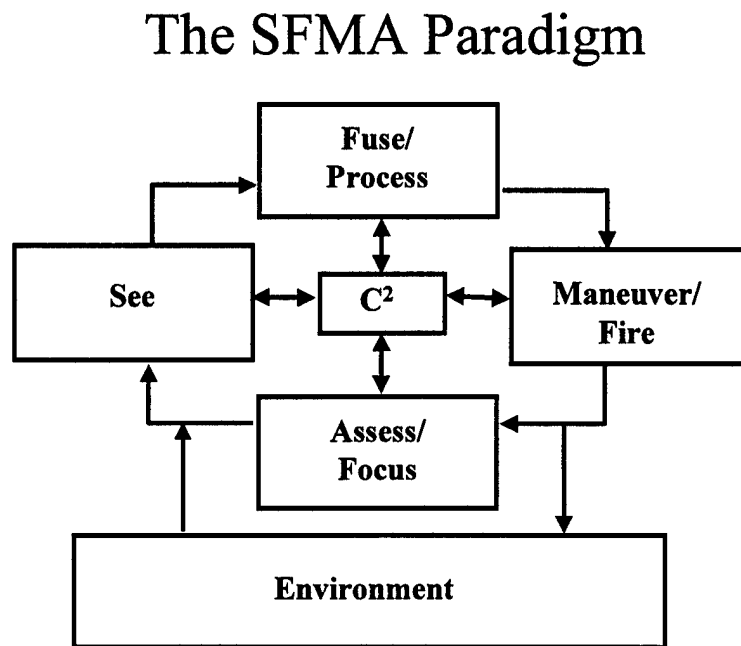 The SFMA Paradigm
Fuse/
Process
See
C²
Maneuver/
Fire
Assess/
Focus
Environment